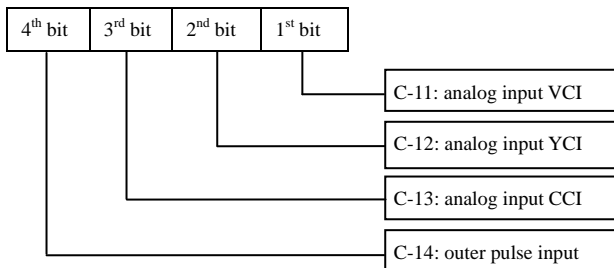 4th bit 3rd bit 2nd bit 1st bit
C-11: analog input VCI
C-12: analog input YCI
C-13: analog input CCI
C-14: outer pulse input